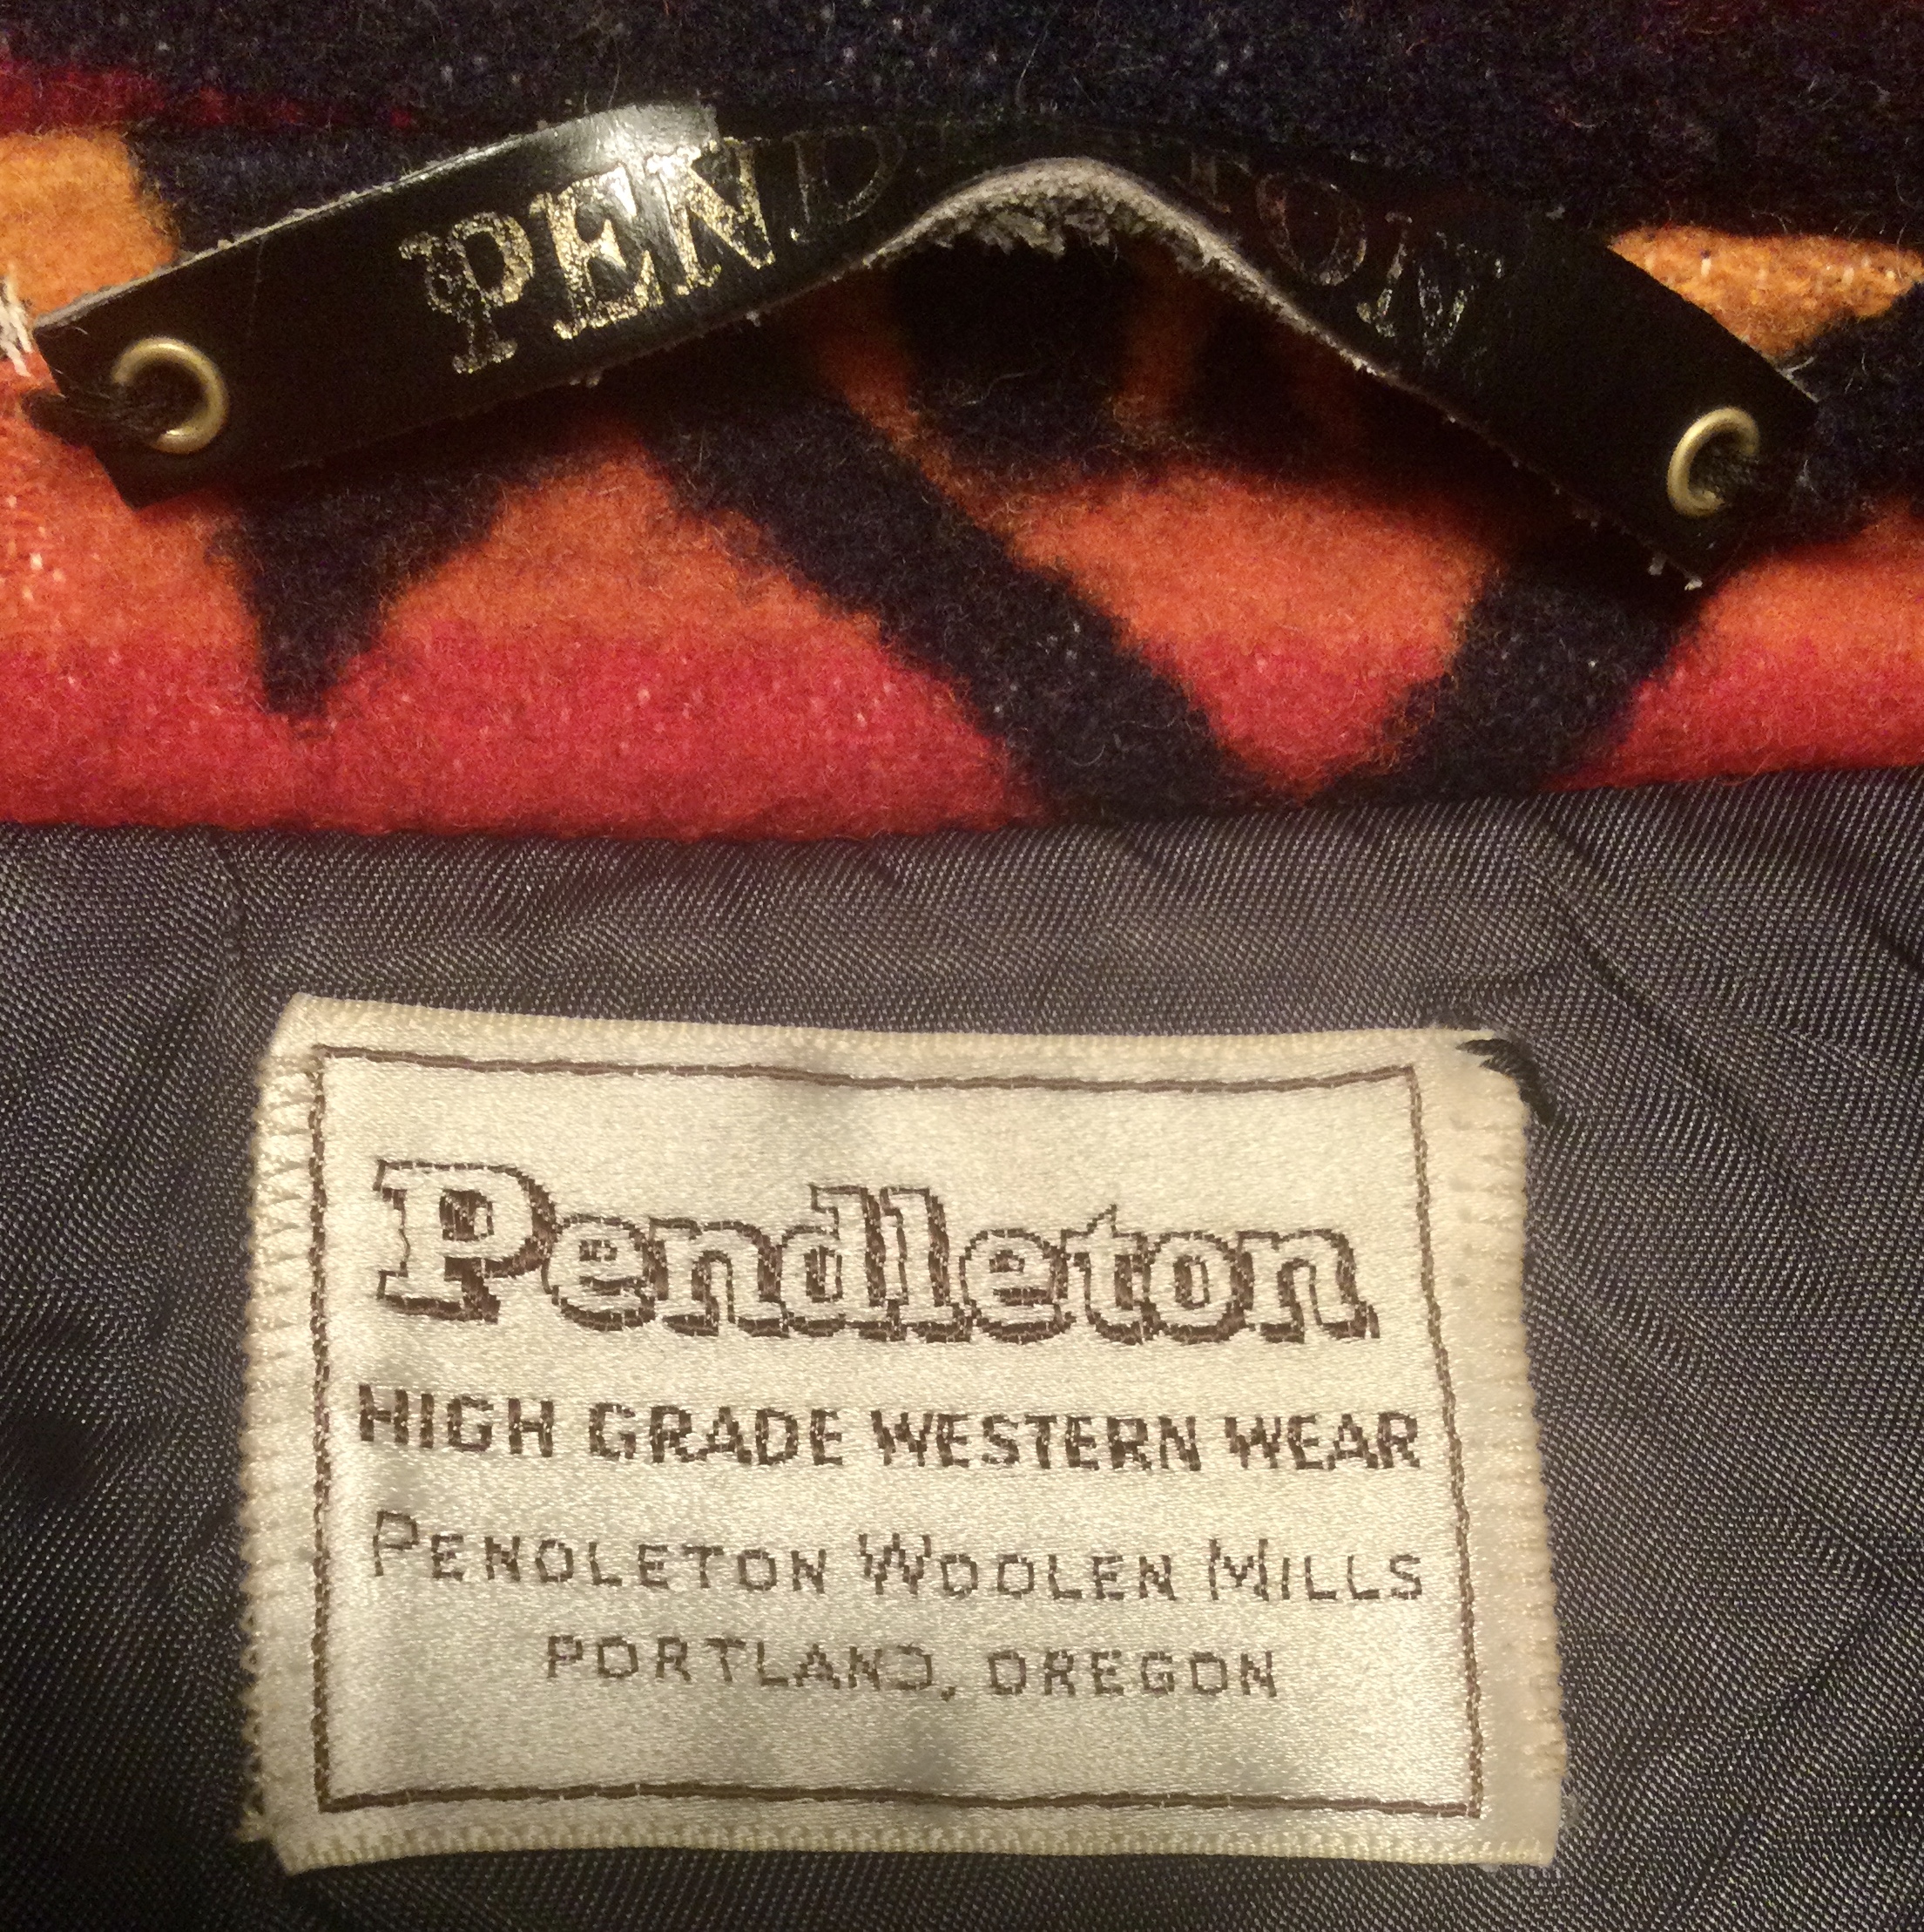 PENDLETON
Pendleton
HIGH GRADE WESTERN WEAR
PENDLETON WOOLEN MILLS
PORTLAND, OREGON